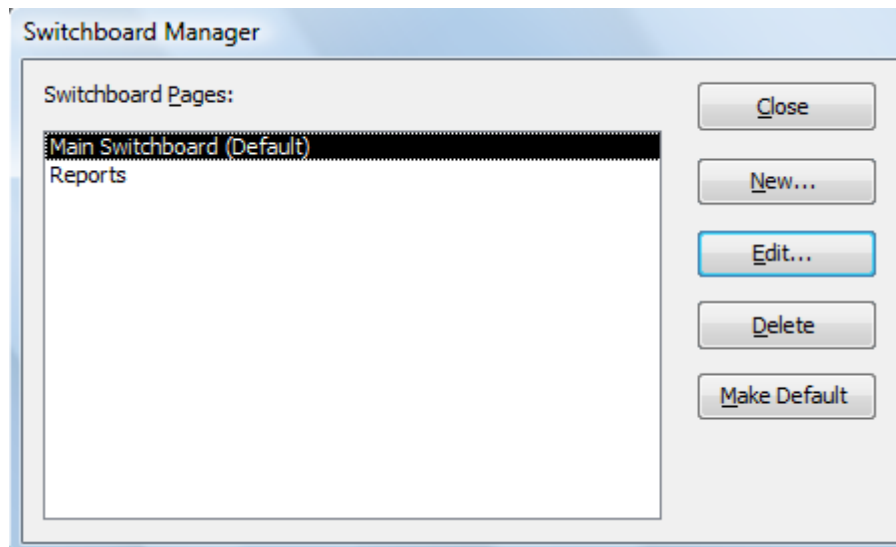 Switchboard Manager
Switchboard Pages:
Main Switchboard (Default)
Reports
Close
New...
Edit...
Delete
Make Default